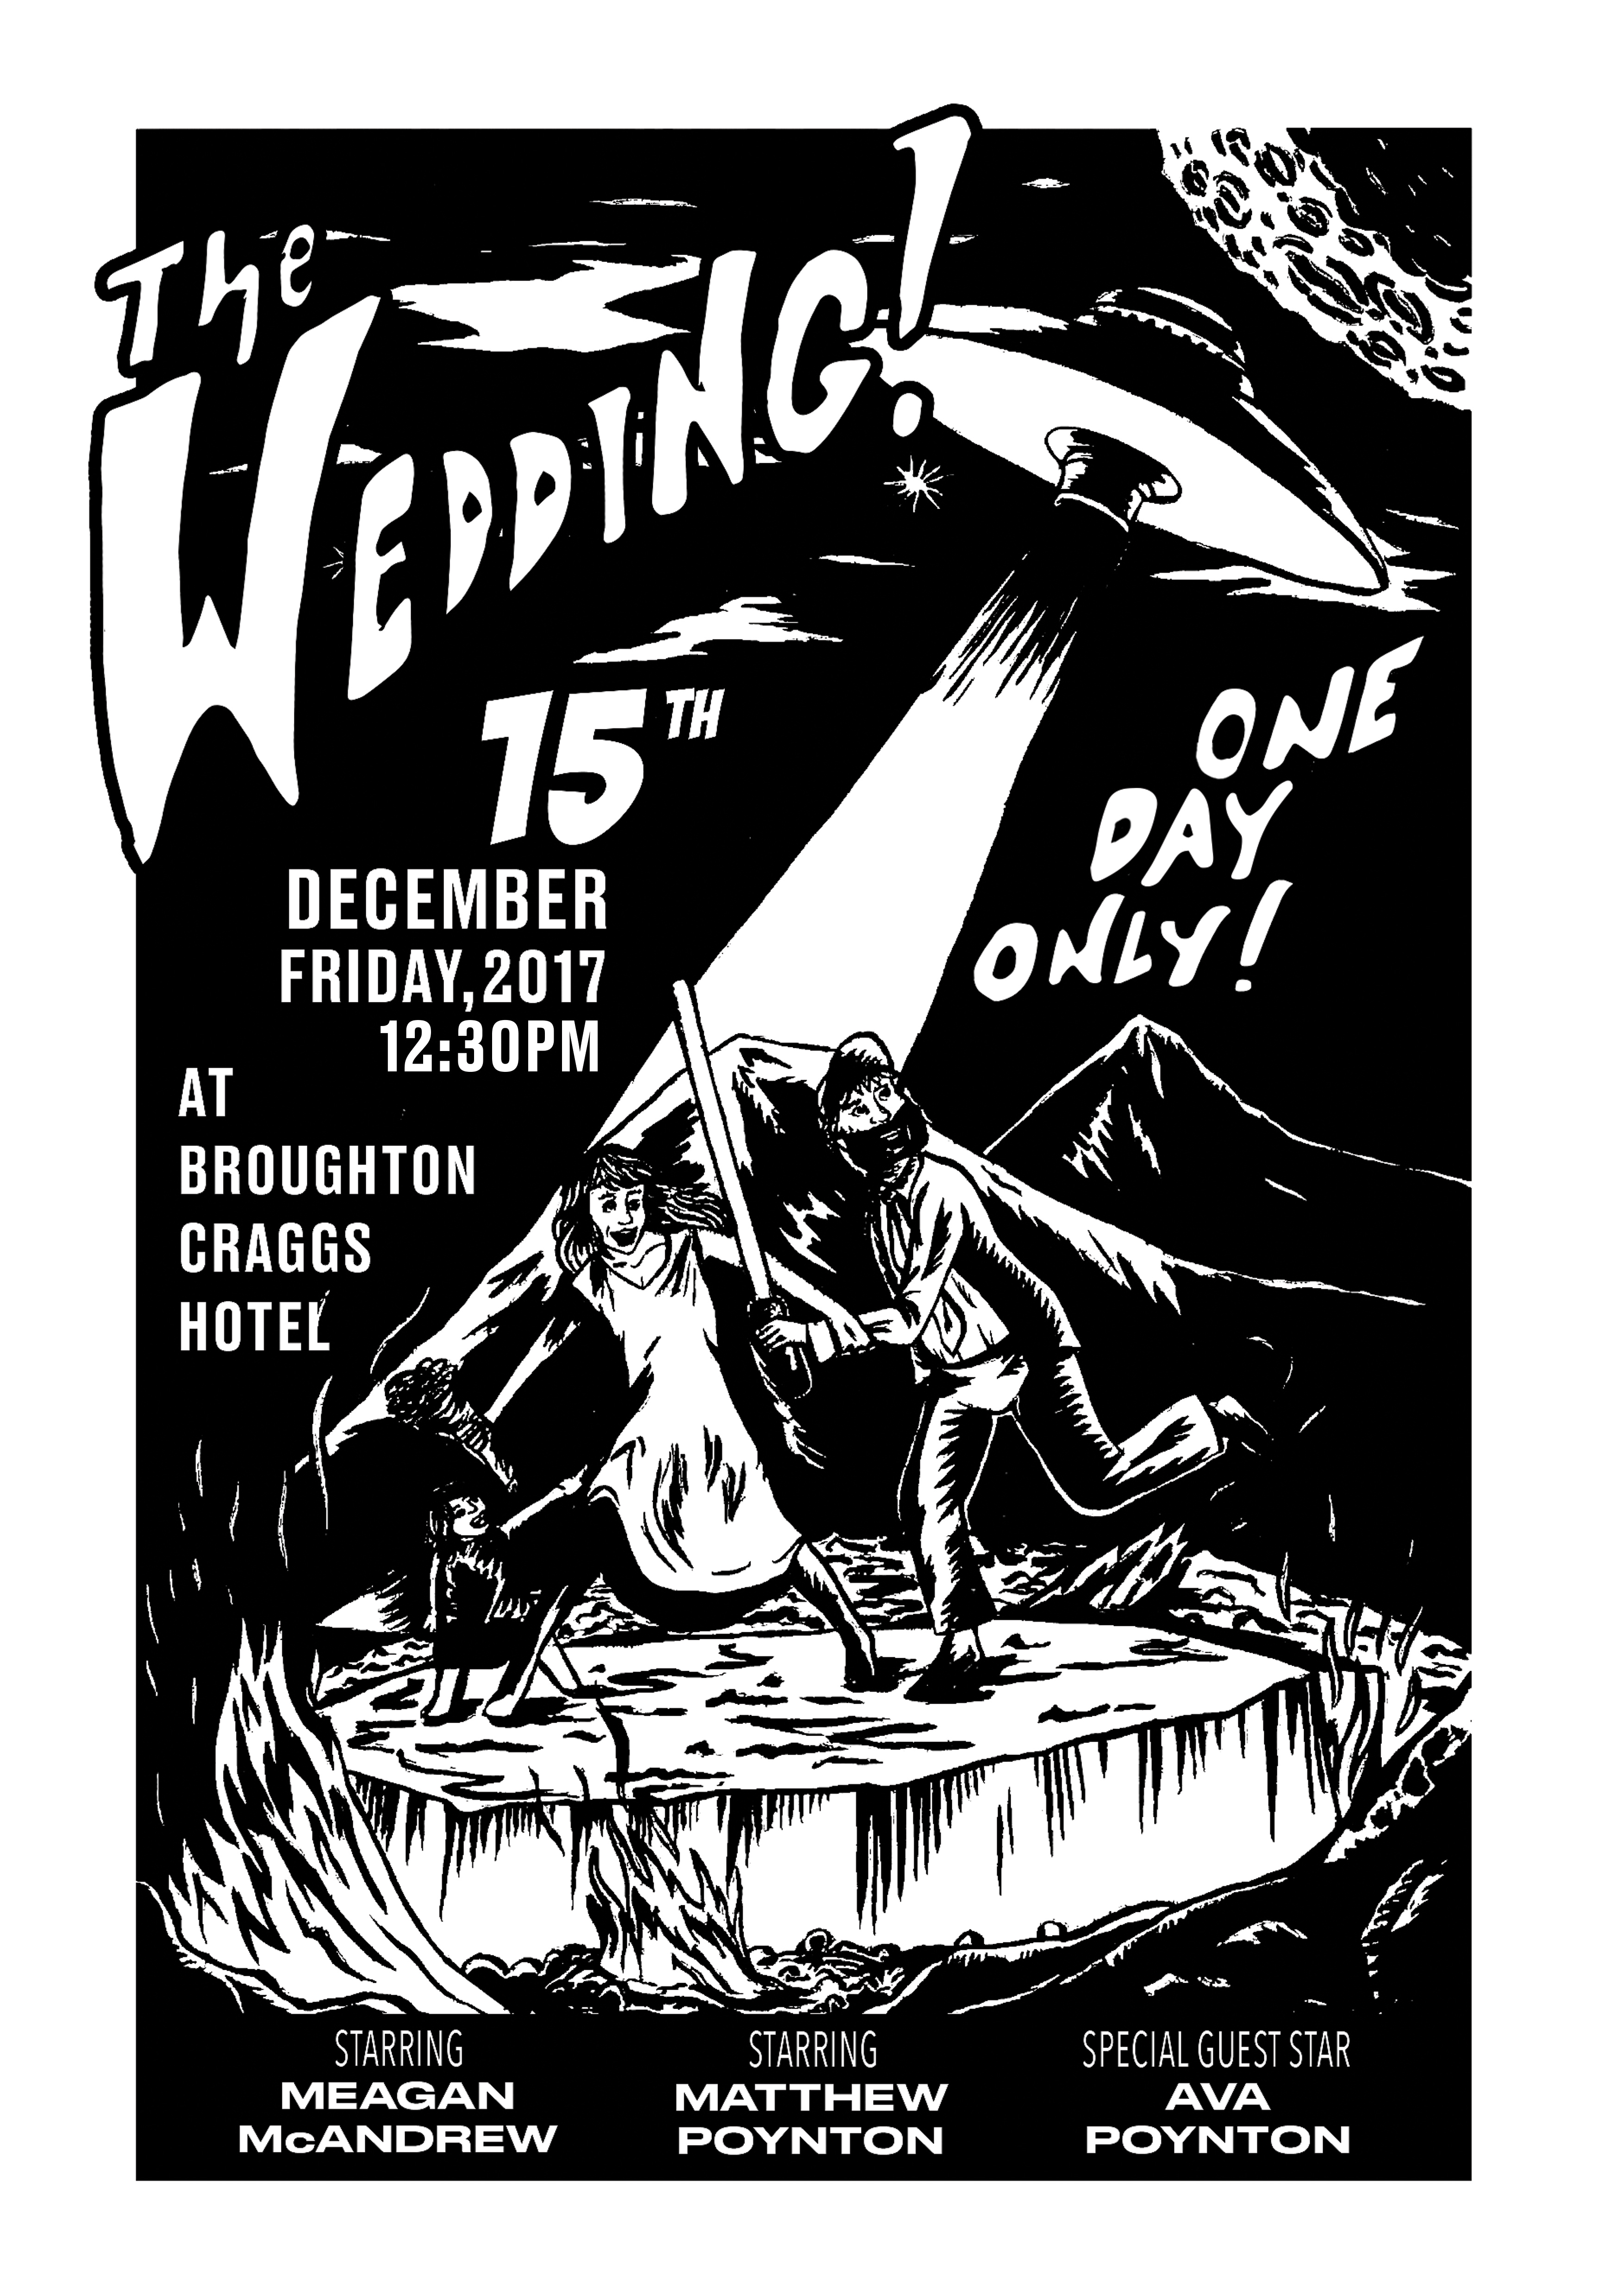 The
WEDDING!
15TH
DECEMBER
FRIDAY,2017
12:30PM
AT
BROUGHTON
CRAGGS
HOTEL
ONE
DAY
ONLY!
STARRING
MEAGAN
McANDREW
STARRING
MATTHEW
POYNTON
SPECIAL GUEST STAR
AVA
POYNTON